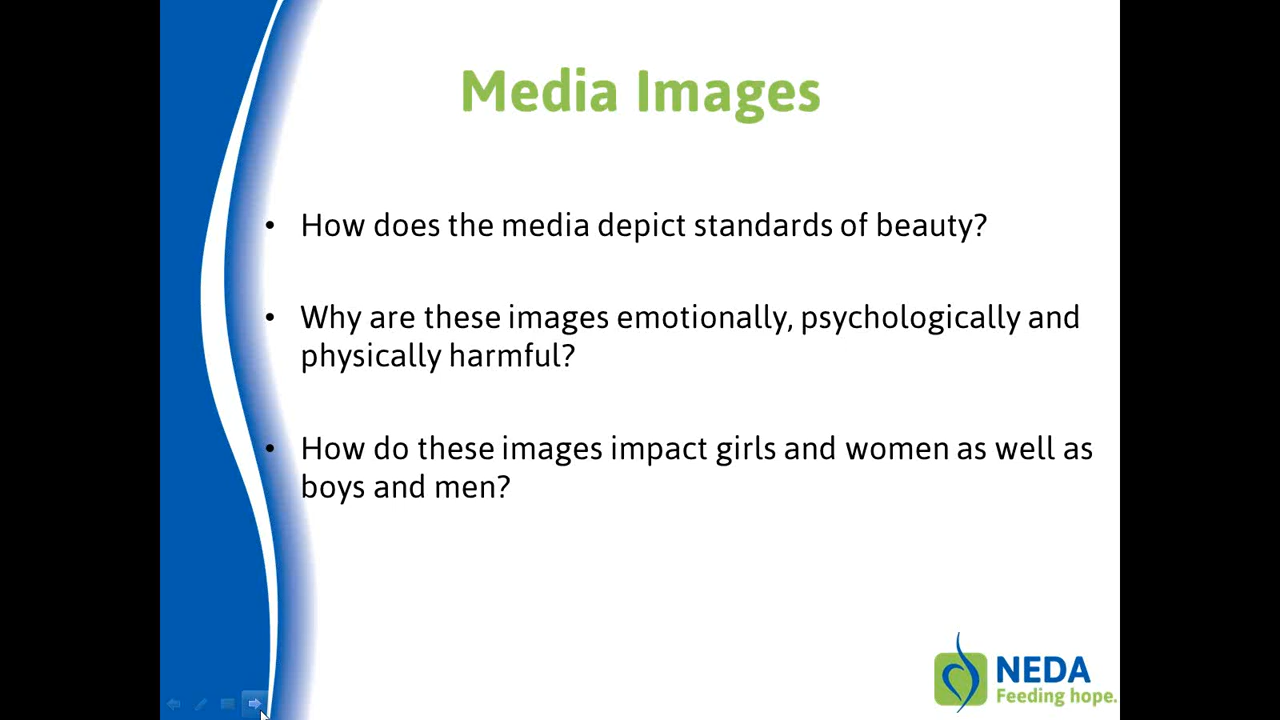 Media Images
• How does the media depict standards of beauty?
• Why are these images emotionally, psychologically and
physically harmful?
• How do these images impact girls and women as well as
boys and men?
NEDA
Feeding hope.